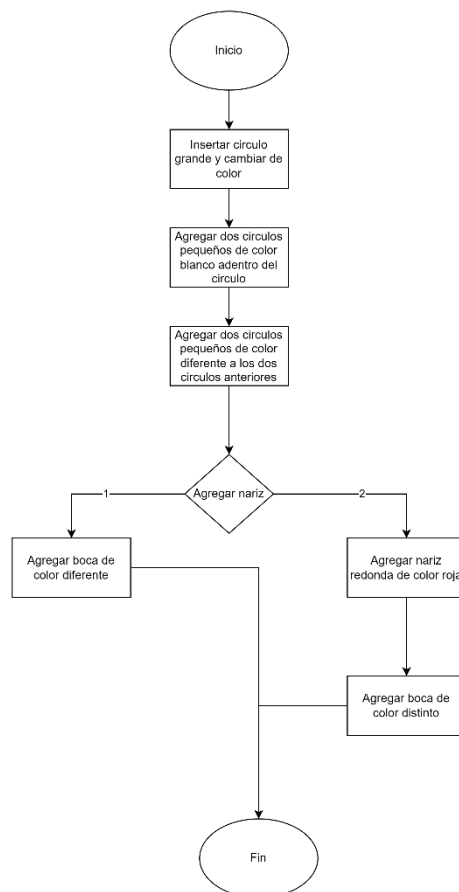 Inicio
Insertar circulo
grande y cambiar de
color
Agregar dos circulos
pequeños de color
blanco adentro del
circulo
Agregar dos circulos
pequeños de color
diferente a los dos
circulos anteriores
Agregar nariz
1
2
Agregar boca de
color diferente
Agregar nariz
redonda de color roja
Agregar boca de
color distinto
Fin